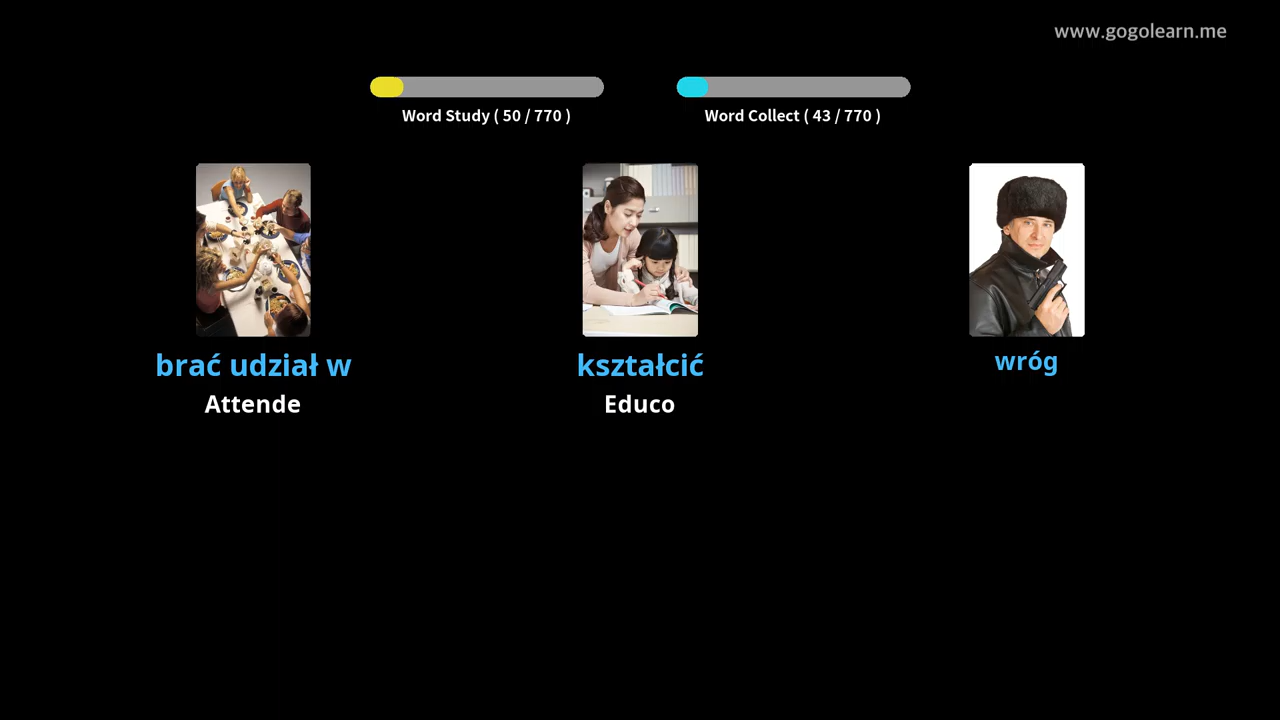 www.gogolearn.me
Word Study ( 50 / 770 )
Word Collect ( 43 / 770 )
brać udział w
Attende
kształcić
Educo
wróg